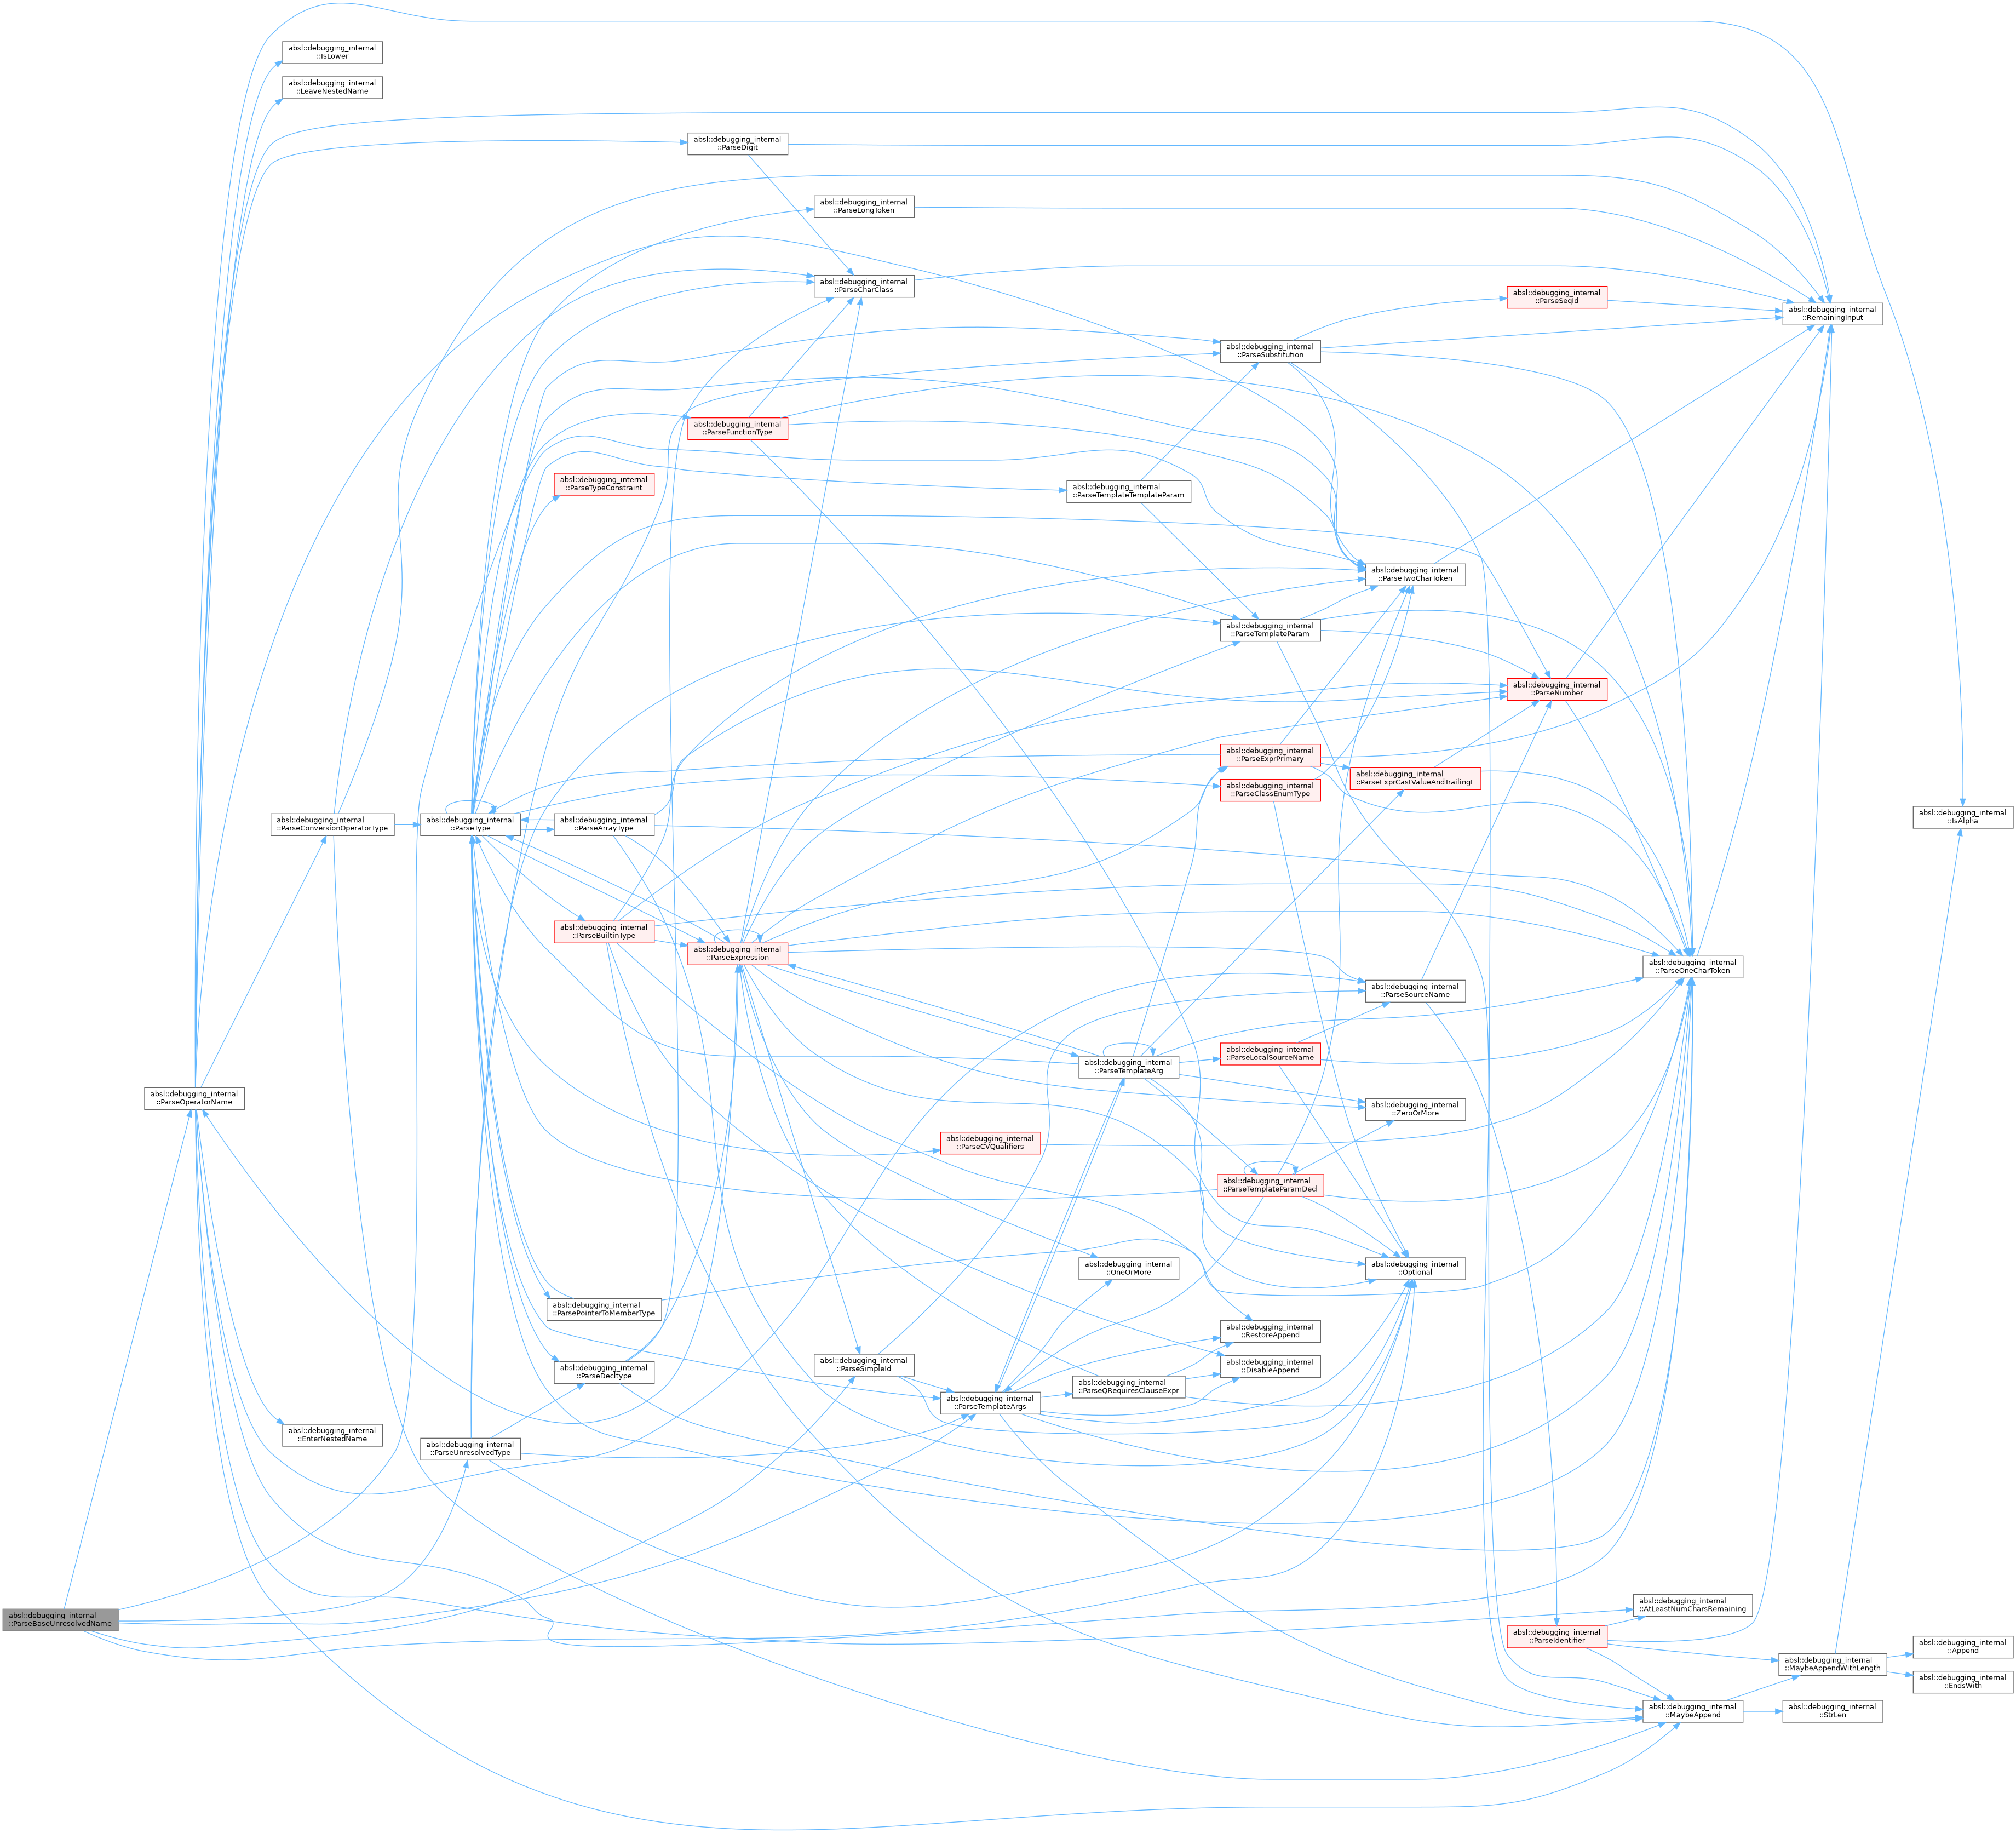 absl::debugging_internal
::IsLower
absl::debugging_internal
::LeaveNestedName
absl::debugging_internal
::ParseDigit
absl::debugging_internal
::ParseLongToken
absl::debugging_internal
::ParseCharClass
absl::debugging_internal
::ParseSeqId
absl::debugging_internal
::RemainingInput
absl::debugging_internal
::ParseSubstitution
absl::debugging_internal
::ParseFunctionType
absl::debugging_internal
::ParseTypeConstraint
absl::debugging_internal
::ParseTemplateTemplateParam
absl::debugging_internal
::ParseTwoCharToken
absl::debugging_internal
::ParseTemplateParam
absl::debugging_internal
::ParseNumber
absl::debugging_internal
::ParseExprPrimary
absl::debugging_internal
::ParseExprCastValueAndTrailingE
absl::debugging_internal
::ParseClassEnumType
absl::debugging_internal
::IsAlpha
absl::debugging_internal
::ParseConversionOperatorType
absl::debugging_internal
::ParseType
absl::debugging_internal
::ParseArrayType
absl::debugging_internal
::ParseBuiltinType
absl::debugging_internal
::ParseExpression
absl::debugging_internal
::ParseOneCharToken
absl::debugging_internal
::ParseSourceName
absl::debugging_internal
::ParseLocalSourceName
absl::debugging_internal
::ParseTemplateArg
absl::debugging_internal
::ParseOperatorName
absl::debugging_internal
::ZeroOrMore
absl::debugging_internal
::ParseCVQualifiers
absl::debugging_internal
::ParseTemplateParamDecl
absl::debugging_internal
::OneOrMore
absl::debugging_internal
::Optional
absl::debugging_internal
::ParsePointerToMemberType
absl::debugging_internal
::RestoreAppend
absl::debugging_internal
::ParseDecltype
absl::debugging_internal
::ParseSimpleId
absl::debugging_internal
::DisableAppend
absl::debugging_internal
::ParseQRequiresClauseExpr
absl::debugging_internal
::ParseTemplateArgs
absl::debugging_internal
::EnterNestedName
absl::debugging_internal
::ParseUnresolvedType
absl::debugging_internal
::AtLeastNumCharsRemaining
absl::debugging_internal
::ParseBaseUnresolvedName
absl::debugging_internal
::ParseIdentifier
absl::debugging_internal
::Append
absl::debugging_internal
::MaybeAppendWithLength
absl::debugging_internal
::EndsWith
absl::debugging_internal
::MaybeAppend
absl::debugging_internal
::StrLen